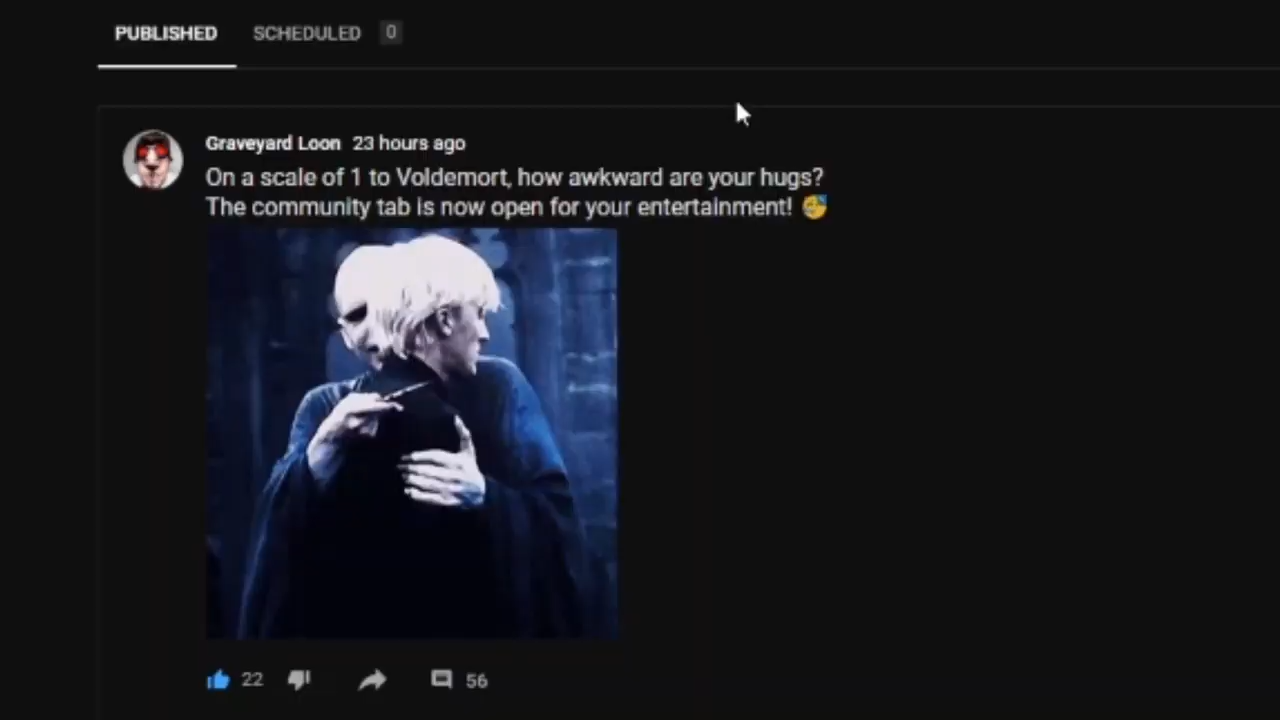 PUBLISHED SCHEDULED 0
Graveyard Loon 23 hours ago
On a scale of 1 to Voldemort, how awkward are your hugs?
The community tab is now open for your entertainment! 😴
22 56